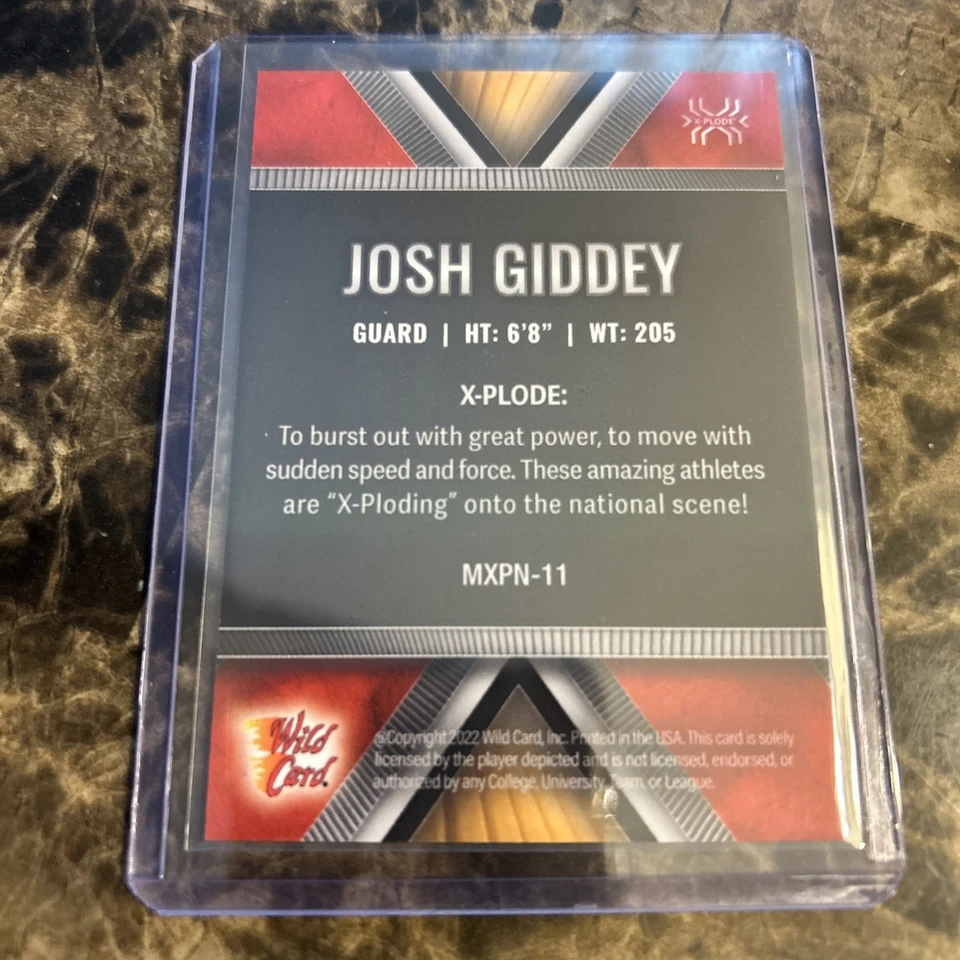 X-PLODE
JOSH GIDDEY
GUARD | HT: 6'8" | WT: 205
X-PLODE:
To burst out with great power, to move with
sudden speed and force. These amazing athletes
are "X-Ploding" onto the national scene!
MXPN-11
Wild
Card.
©Copyright 2022 Wild Card, Inc. Printed in the USA. This card is solely
licensed by the player depicted and is not licensed, endorsed, or
authorized by any College, University, Team, or League.